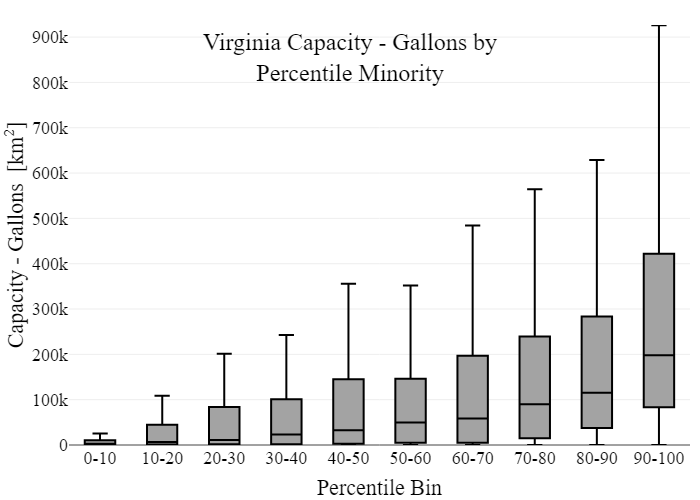 Virginia Capacity - Gallons by
Percentile Minority
Capacity - Gallons [km²]
900k
800k
700k
600k
500k
400k
300k
200k
100k
0
0-10 10-20 20-30 30-40 40-50 50-60 60-70 70-80 80-90 90-100
Percentile Bin